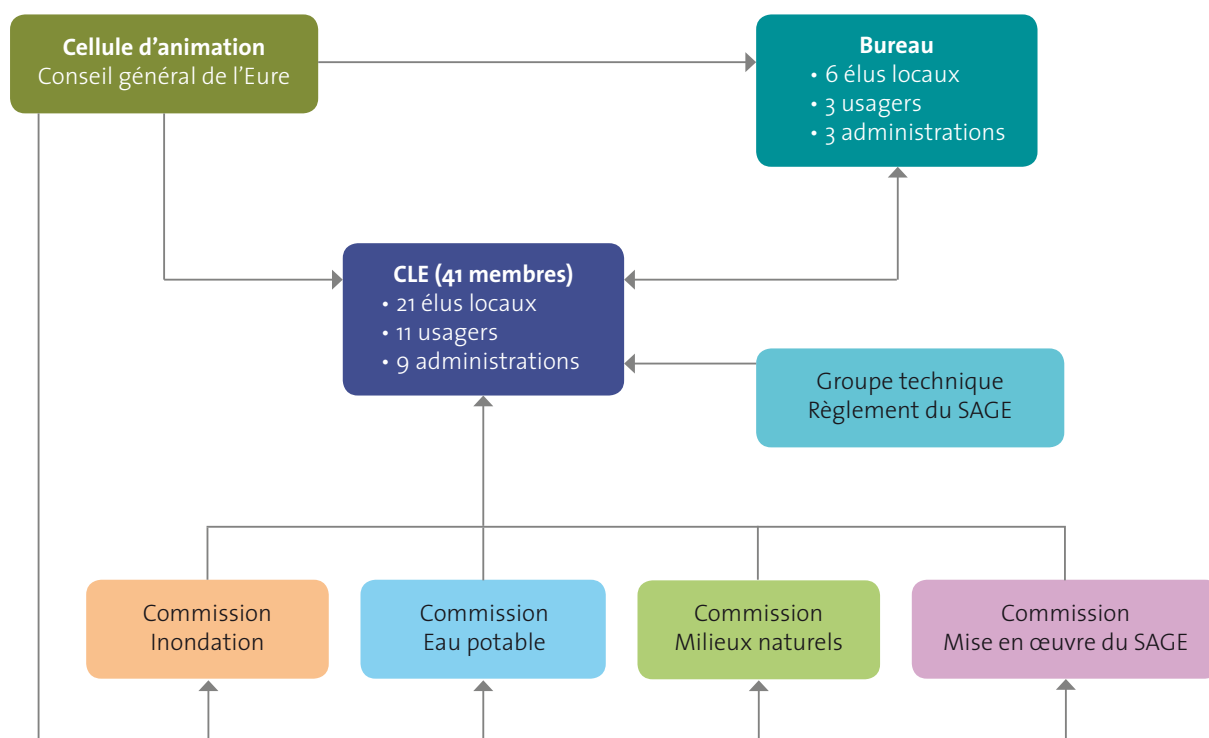 Cellule d'animation
Conseil général de l'Eure
Bureau
• 6 élus locaux
• 3 usagers
• 3 administrations
CLE (41 membres)
• 21 élus locaux
• 11 usagers
• 9 administrations
Groupe technique
Règlement du SAGE
Commission
Inondation
Commission
Eau potable
Commission
Milieux naturels
Commission
Mise en œuvre du SAGE